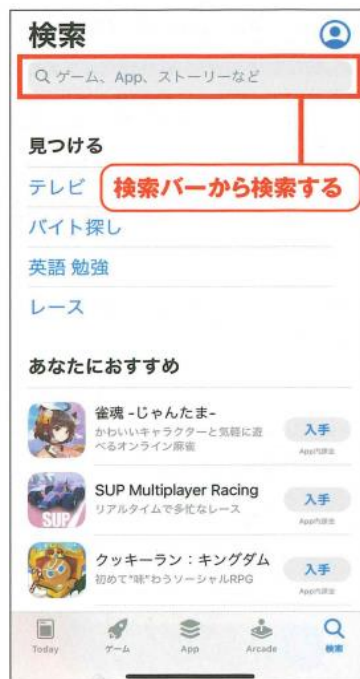 検索
ゲーム、App、ストーリーなど
見つける
テレビ
検索バーから検索する
バイト探し
英語 勉強
レース
あなたにおすすめ
雀魂 -じゃんたま-
かわいいキャラクターと気軽に遊
べるオンライン麻雀
入手
App内課金
SUP Multiplayer Racing
リアルタイムで多忙なレース
入手
App内課金
SUP
クッキーラン：キングダム
初めて"味"わうソーシャルRPG
入手
App内課金
Today
ゲーム
App
Arcade
検索